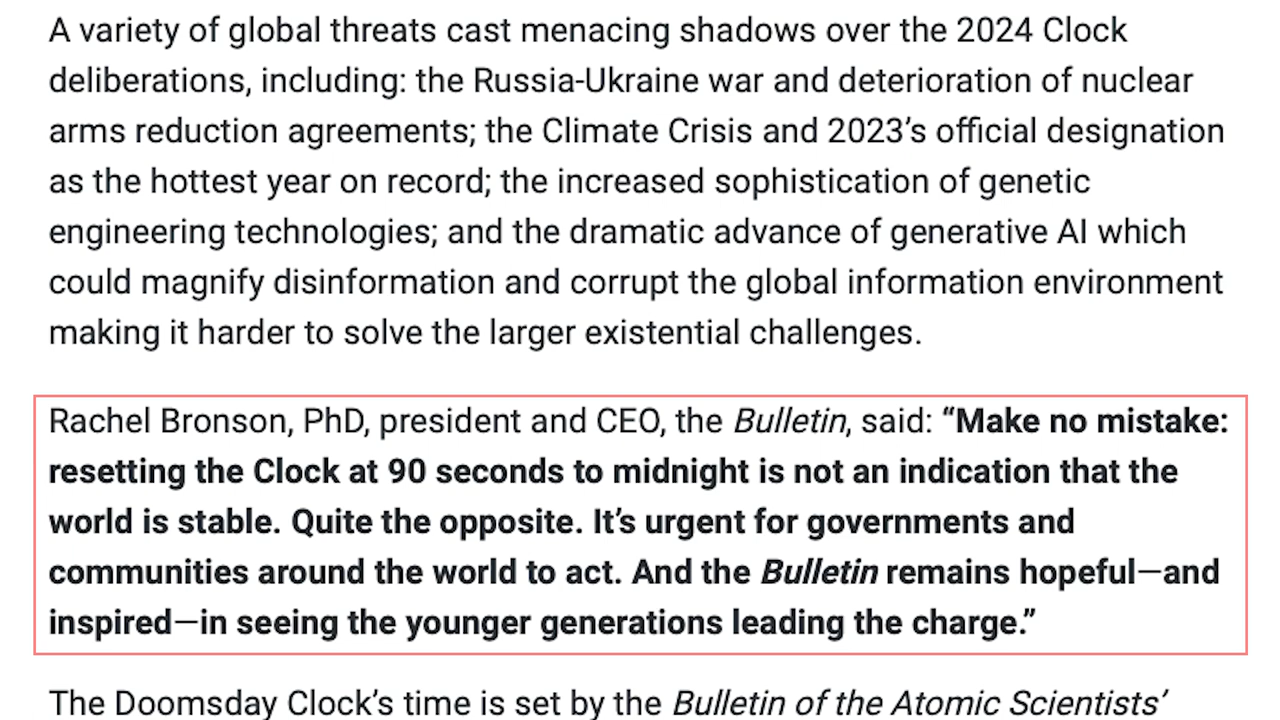 A variety of global threats cast menacing shadows over the 2024 Clock
deliberations, including: the Russia-Ukraine war and deterioration of nuclear
arms reduction agreements; the Climate Crisis and 2023’s official designation
as the hottest year on record; the increased sophistication of genetic
engineering technologies; and the dramatic advance of generative AI which
could magnify disinformation and corrupt the global information environment
making it harder to solve the larger existential challenges.
Rachel Bronson, PhD, president and CEO, the Bulletin, said: “Make no mistake:
resetting the Clock at 90 seconds to midnight is not an indication that the
world is stable. Quite the opposite. It’s urgent for governments and
communities around the world to act. And the Bulletin remains hopeful—and
inspired—in seeing the younger generations leading the charge.”
The Doomsday Clock’s time is set by the Bulletin of the Atomic Scientists’